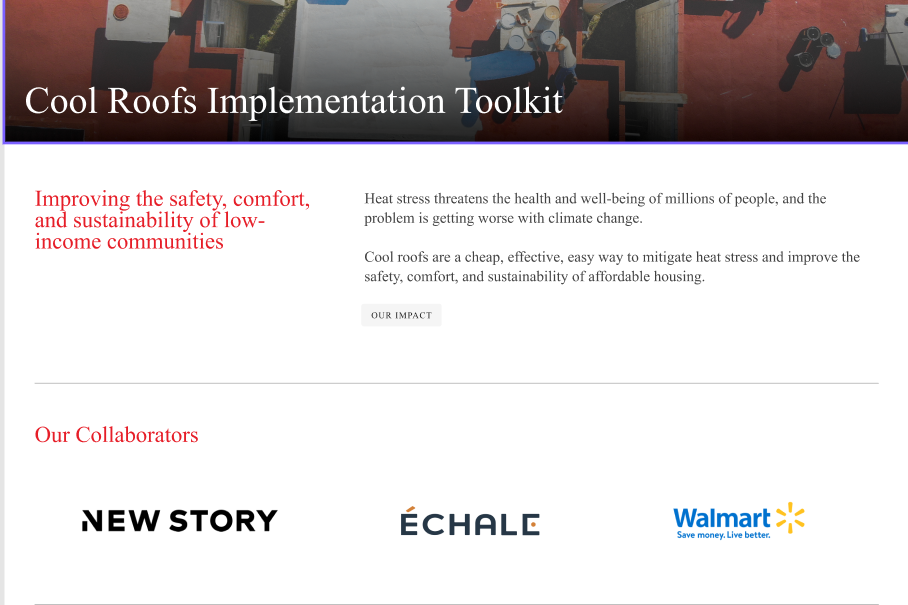 Cool Roofs Implementation Toolkit
Improving the safety, comfort,
and sustainability of low-
income communities
Heat stress threatens the health and well-being of millions of people, and the
problem is getting worse with climate change.
Cool roofs are a cheap, effective, easy way to mitigate heat stress and improve the
safety, comfort, and sustainability of affordable housing.
OUR IMPACT
Our Collaborators
NEW STORY
ÉCHALE
Walmart
Save money. Live better.